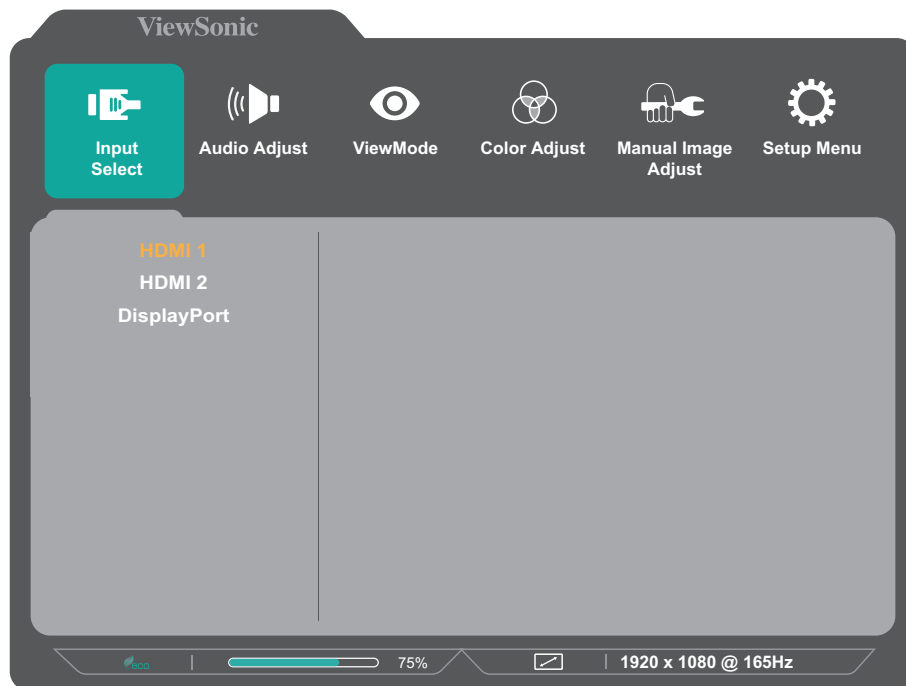 ViewSonic
Input
Select
Audio Adjust
ViewMode
Color Adjust
Manual Image
Adjust
Setup Menu
HDMI 1
HDMI 2
DisplayPort
ECO
75%
1920 x 1080 @ 165Hz